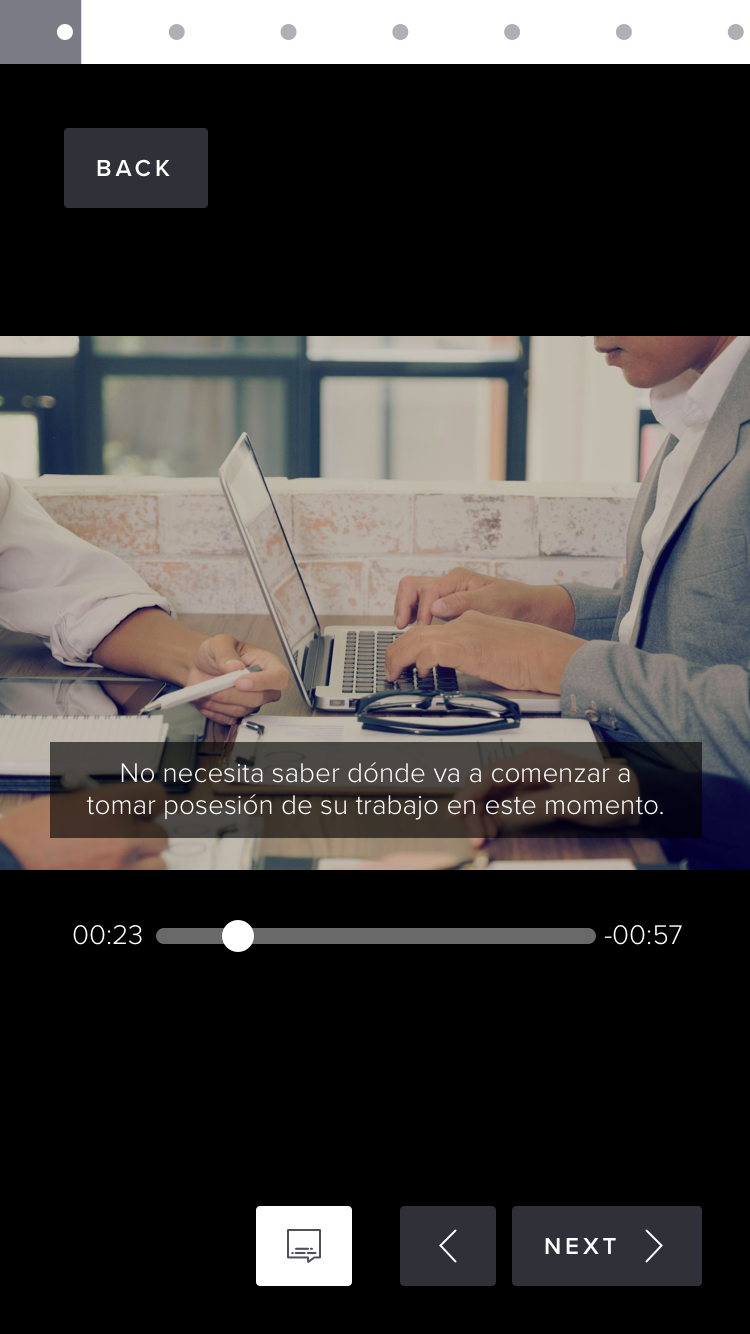 BACK
No necesita saber dónde va a comenzar a
tomar posesión de su trabajo en este momento.
00:23
-00:57
NEXT